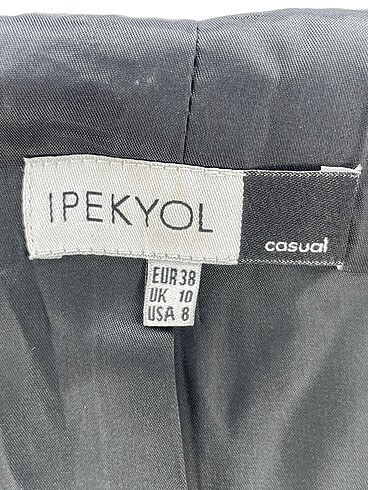 IPEKYOL
casual
EUR 38
UK 10
USA 8